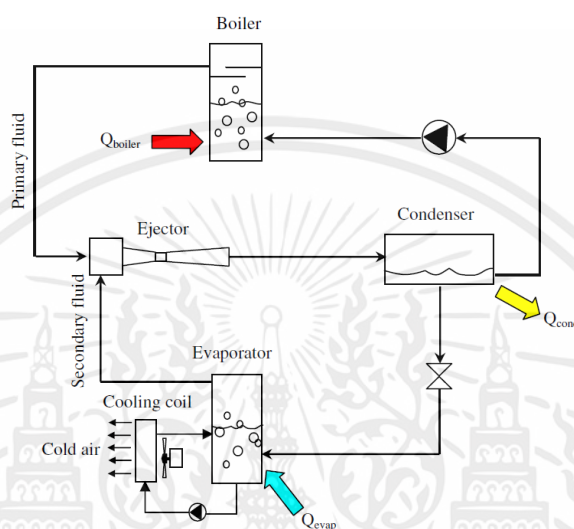 Boiler
Qboiler
Primary fluid
Ejector
Condenser
Qcond
Secondary fluid
Evaporator
Cooling coil
Cold air
Qevap